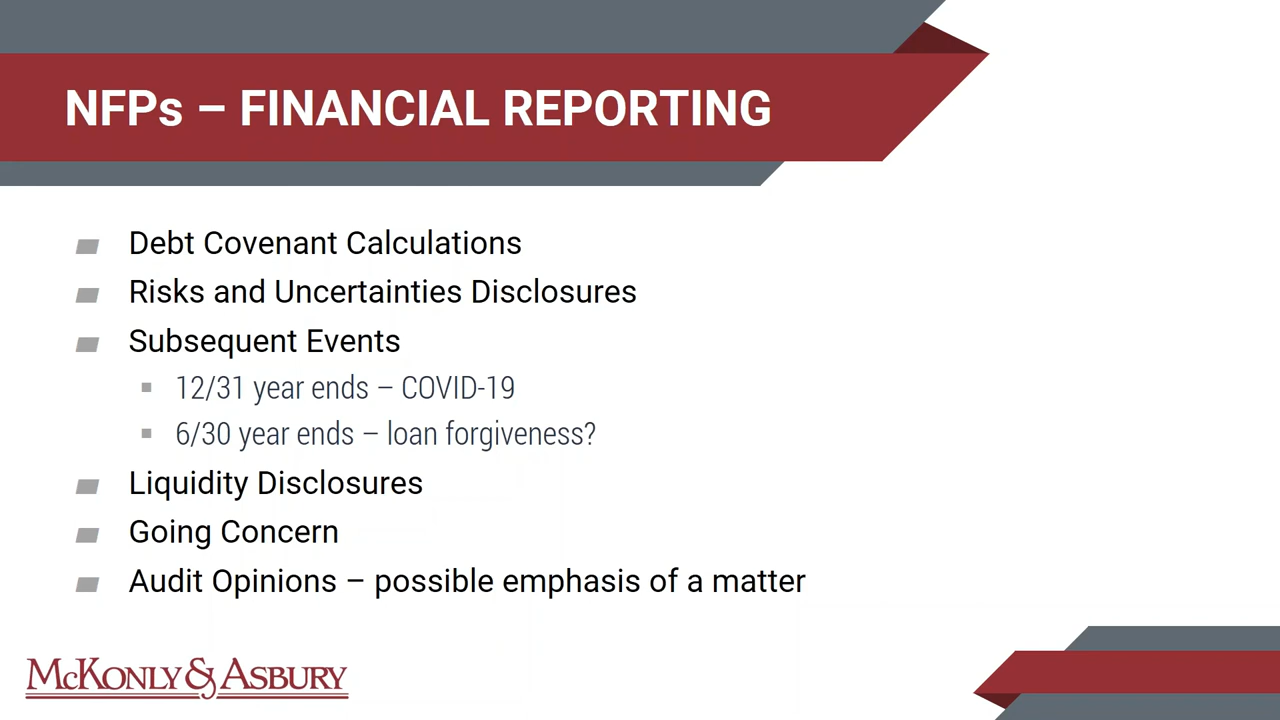 NFPs – FINANCIAL REPORTING
Debt Covenant Calculations
Risks and Uncertainties Disclosures
Subsequent Events
12/31 year ends – COVID-19
6/30 year ends – loan forgiveness?
Liquidity Disclosures
Going Concern
Audit Opinions – possible emphasis of a matter
McKonly & Asbury